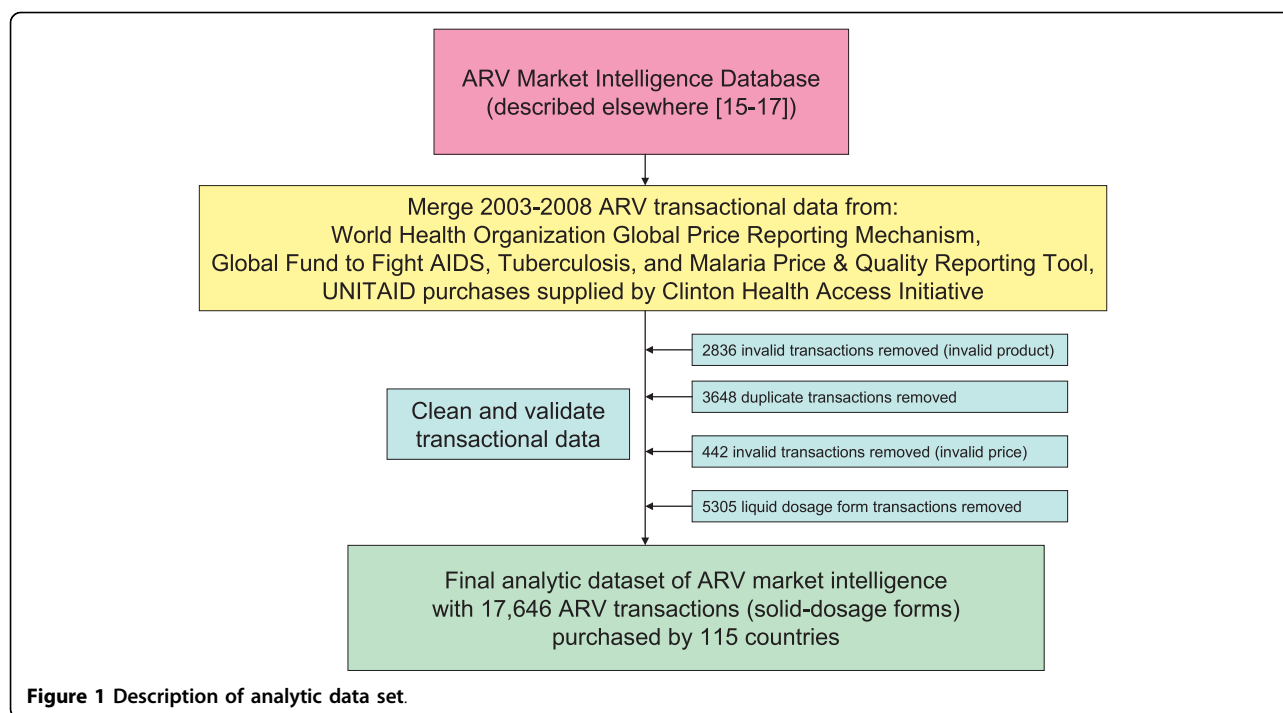 ARV Market Intelligence Database
(described elsewhere [15-17])
Merge 2003-2008 ARV transactional data from:
World Health Organization Global Price Reporting Mechanism,
Global Fund to Fight AIDS, Tuberculosis, and Malaria Price & Quality Reporting Tool,
UNITAID purchases supplied by Clinton Health Access Initiative
2836 invalid transactions removed (invalid product)
3648 duplicate transactions removed
Clean and validate
transactional data
442 invalid transactions removed (invalid price)
5305 liquid dosage form transactions removed
Final analytic dataset of ARV market intelligence
with 17,646 ARV transactions (solid-dosage forms)
purchased by 115 countries
Figure 1 Description of analytic data set.